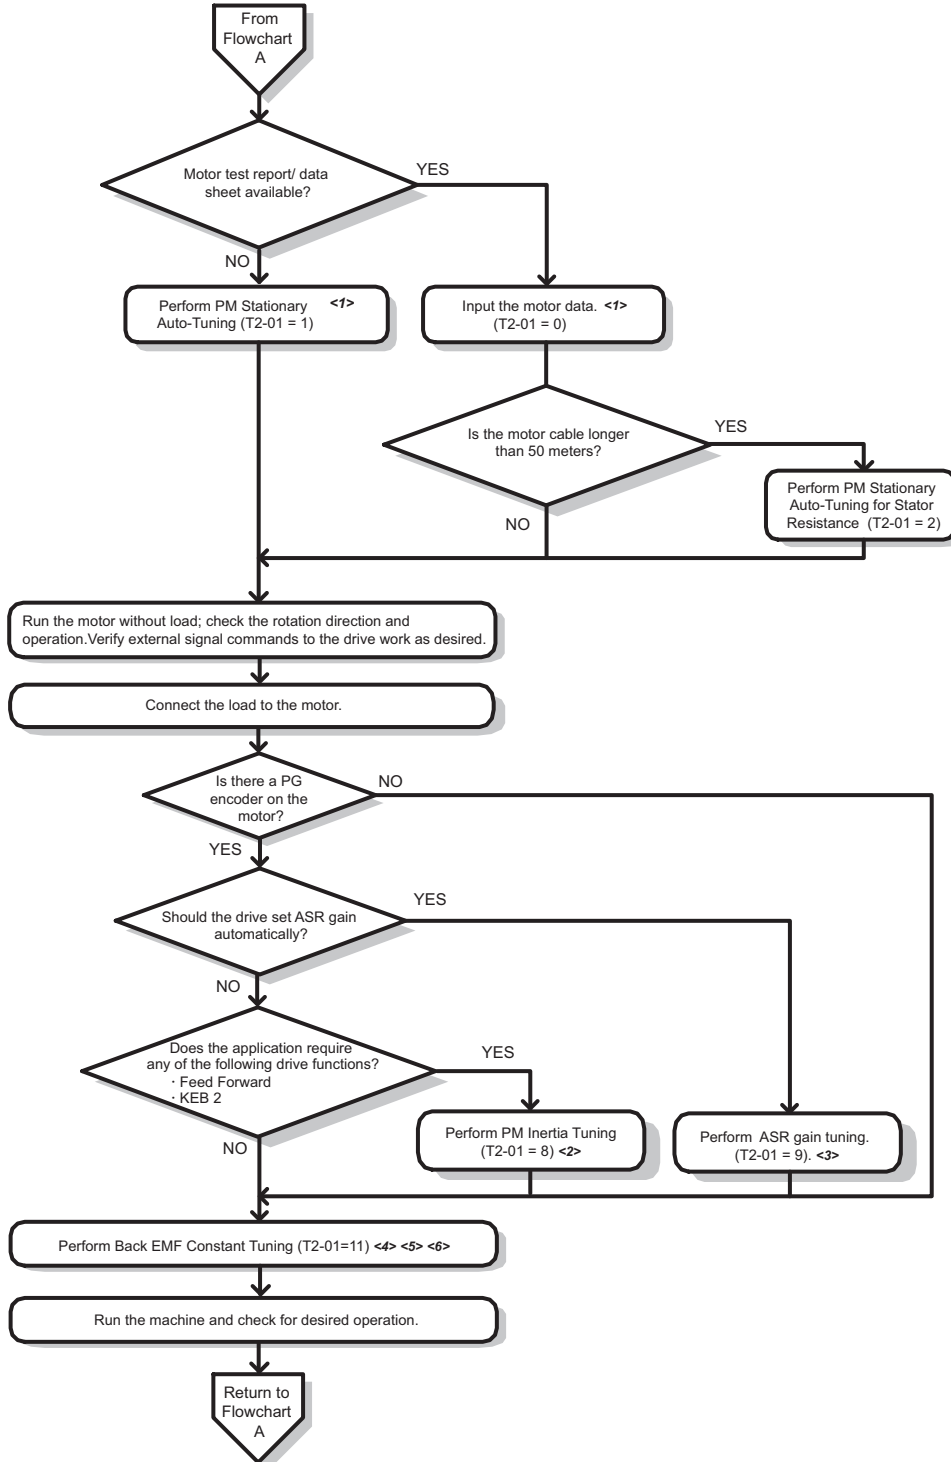 From
Flowchart
A
Motor test report/ data
sheet available?
YES
NO
Perform PM Stationary <1>
Auto-Tuning (T2-01 = 1)
Input the motor data. <1>
(T2-01 = 0)
Is the motor cable longer
than 50 meters?
YES
NO
Perform PM Stationary
Auto-Tuning for Stator
Resistance (T2-01 = 2)
Run the motor without load; check the rotation direction and
operation.Verify external signal commands to the drive work as desired.
Connect the load to the motor.
Is there a PG
encoder on the
motor?
NO
YES
Should the drive set ASR gain
automatically?
YES
NO
Does the application require
any of the following drive functions?
· Feed Forward
· KEB 2
YES
NO
Perform PM Inertia Tuning
(T2-01 = 8) <2>
Perform ASR gain tuning.
(T2-01 = 9). <3>
Perform Back EMF Constant Tuning (T2-01=11) <4> <5> <6>
Run the machine and check for desired operation.
Return to
Flowchart
A